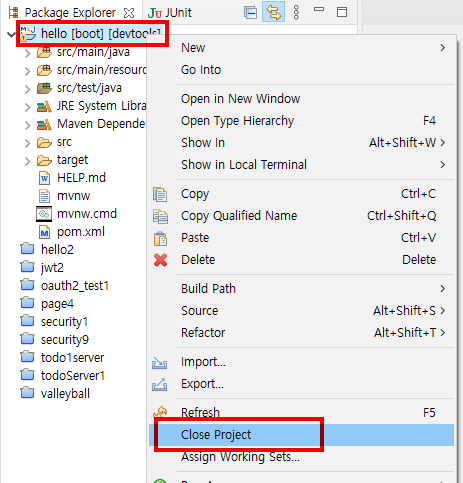 Package Explorer JUnit
hello [boot] [devtools]
src/main/java
src/main/resour
src/test/java
JRE System Libra
Maven Depende
src
target
HELP.md
mvnw
mvnw.cmd
pom.xml
hello2
jwt2
oauth2_test1
page4
security1
security9
todo1server
todoServer1
valleyball
New
Go Into
Open in New Window
Open Type Hierarchy F4
Show In Alt+Shift+W
Show in Local Terminal
Copy Ctrl+C
Copy Qualified Name Ctrl+Shift+Q
Paste Ctrl+V
Delete Delete
Build Path
Source Alt+Shift+S
Refactor Alt+Shift+T
Import...
Export...
Refresh F5
Close Project
Assign Working Sets...